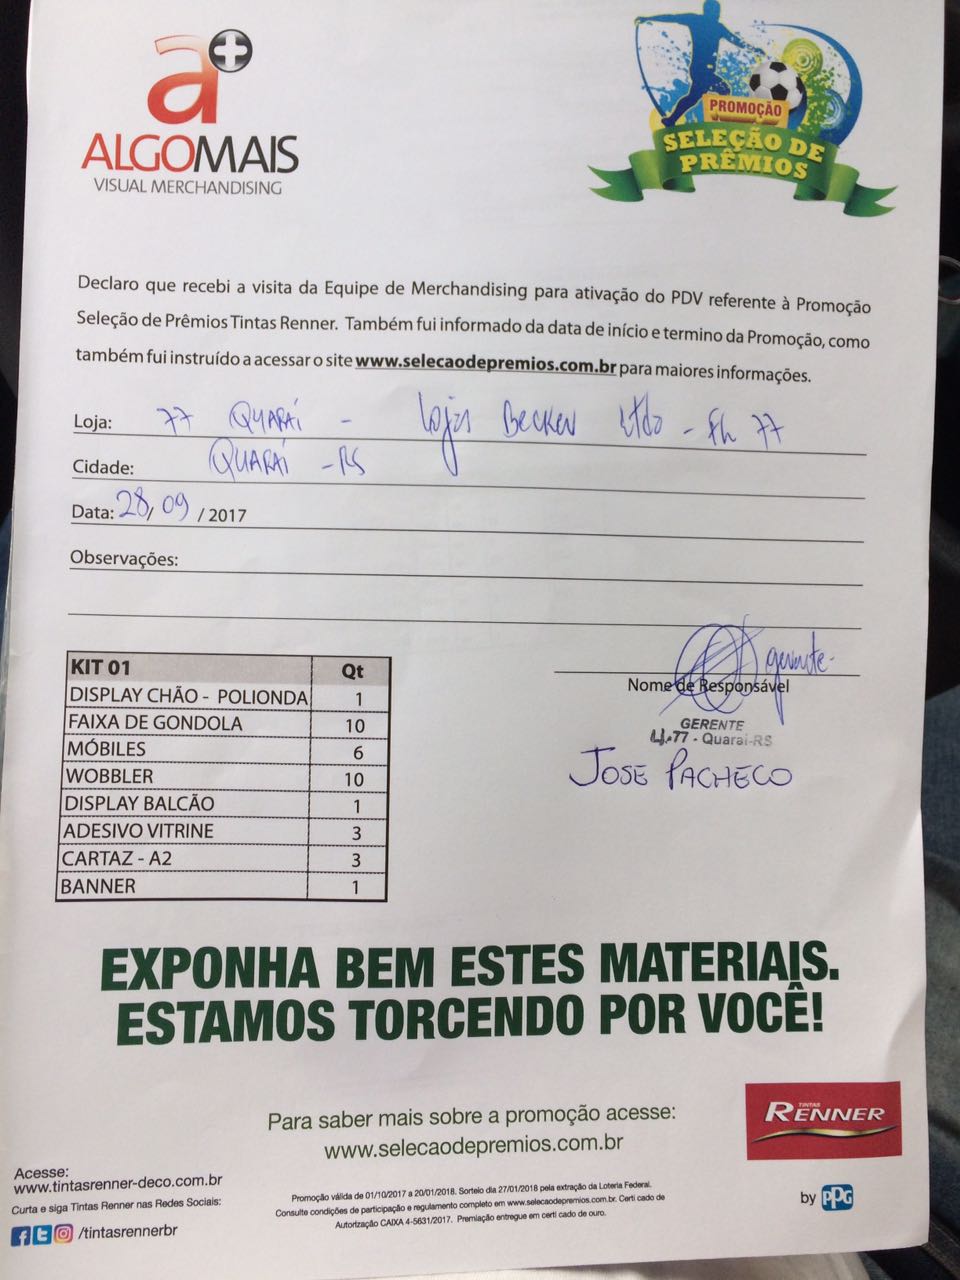 a+
ALGOMAIS
VISUAL MERCHANDISING
PROMOÇÃO
SELEÇÃO DE
PRÊMIOS
Declaro que recebi a visita da Equipe de Merchandising para ativação do PDV referente à Promoção
Seleção de Prêmios Tintas Renner. Também fui informado da data de início e termino da Promoção, como
também fui instruído a acessar o site www.selecaodepremios.com.br para maiores informações.
Loja: 77 QUARAÍ - Lojas BECKER Ltda - Fh 77
Cidade: QUARAÍ - RS
Data: 28/ 09 / 2017
Observações:
KIT 01 Qt
DISPLAY CHÃO - POLIONDA 1
FAIXA DE GONDOLA 10
MÓBILES 6
WOBBLER 10
DISPLAY BALCÃO 1
ADESIVO VITRINE 3
CARTAZ - A2 3
BANNER 1
gerente-
Nome de Responsável
GERENTE
77 - Quaraí-RS
JOSE PACHECO
EXPONHA BEM ESTES MATERIAIS.
ESTAMOS TORCENDO POR VOCÊ!
Para saber mais sobre a promoção acesse:
www.selecaodepremios.com.br
TINTAS
RENNER
by PPG
Acesse:
www.tintasrenner-deco.com.br
Curta e siga Tintas Renner nas Redes Sociais:
/tintasrennerbr
Promoção válida de 01/10/2017 a 20/01/2018. Sorteio dia 27/01/2018 pela extração da Loteria Federal.
Consulte condições de participação e regulamento completo em www.selecaodepremios.com.br. Certi cado de
Autorização CAIXA 4-5631/2017. Premiação entregue em certi cado de ouro.